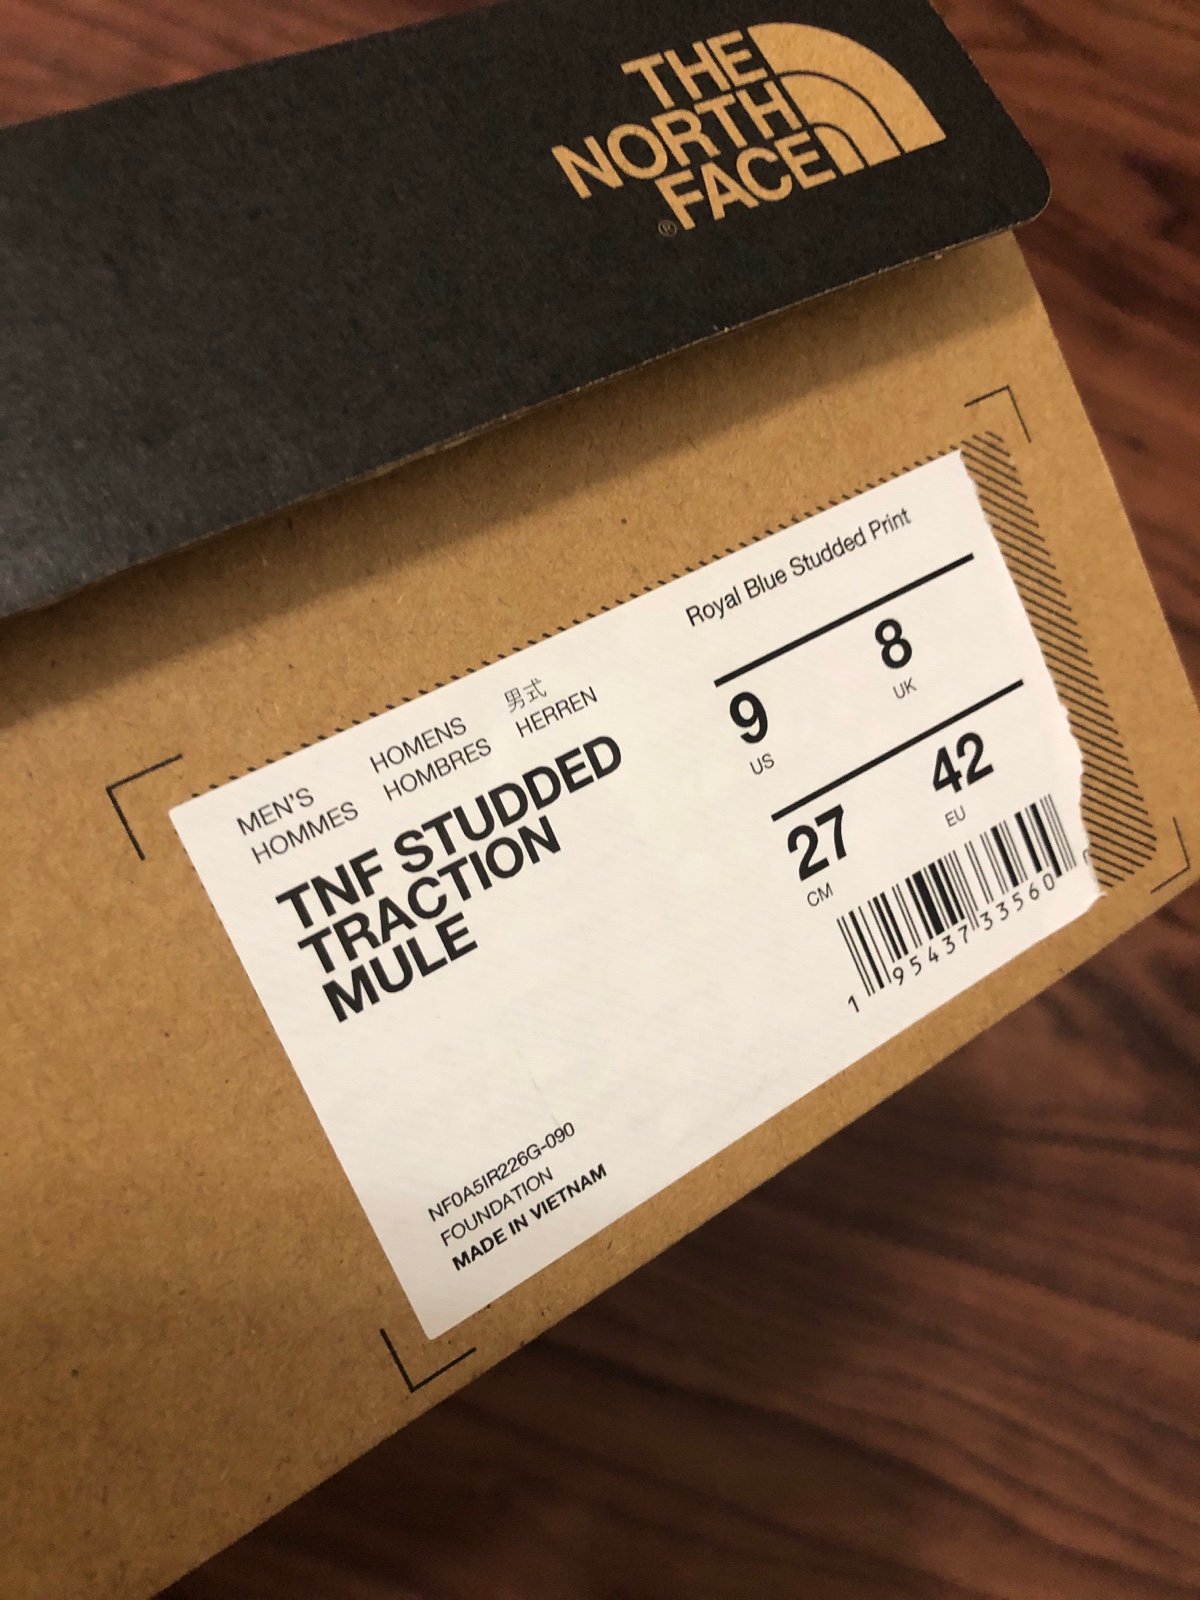 THE
NORTH
FACE
®
Royal Blue Studded Print
MEN'S HOMENS 男式
HOMMES HOMBRES HERREN
TNF STUDDED
TRACTION
MULE
9 8
US UK
27 42
CM EU
1 95437 33560
NF0A5IR226G-090
FOUNDATION
MADE IN VIETNAM